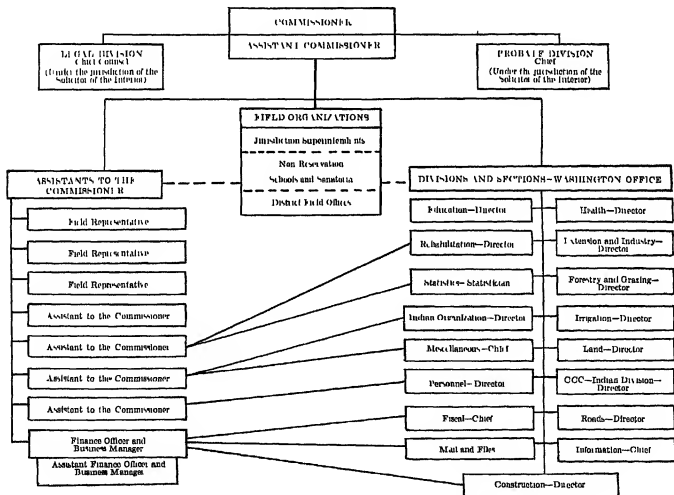 COMMISSIONER
ASSISTANT COMMISSIONER
LEGAL DIVISION
Chief Counsel
(Under the jurisdiction of the
Solicitor of the Interior)
PROBATE DIVISION
Chief
(Under the jurisdiction of the
Solicitor of the Interior)
FIELD ORGANIZATIONS
Jurisdiction Superintendents
Non Reservation
Schools and Sanatoria
District Field Offices
ASSISTANTS TO THE
COMMISSIONER
Field Representative
Field Representative
Field Representative
Assistant to the Commissioner
Assistant to the Commissioner
Assistant to the Commissioner
Assistant to the Commissioner
Finance Officer and
Business Manager
Assistant Finance Officer and
Business Manager
DIVISIONS AND SECTIONS—WASHINGTON OFFICE
Education—Director
Health—Director
Rehabilitation—Director
Extension and Industry—
Director
Statistics—Statistician
Forestry and Grazing—
Director
Indian Organization—Director
Irrigation—Director
Miscellaneous—Chief
Land—Director
Personnel—Director
CCC—Indian Division—
Director
Fiscal—Chief
Roads—Director
Mail and Files
Information—Chief
Construction—Director